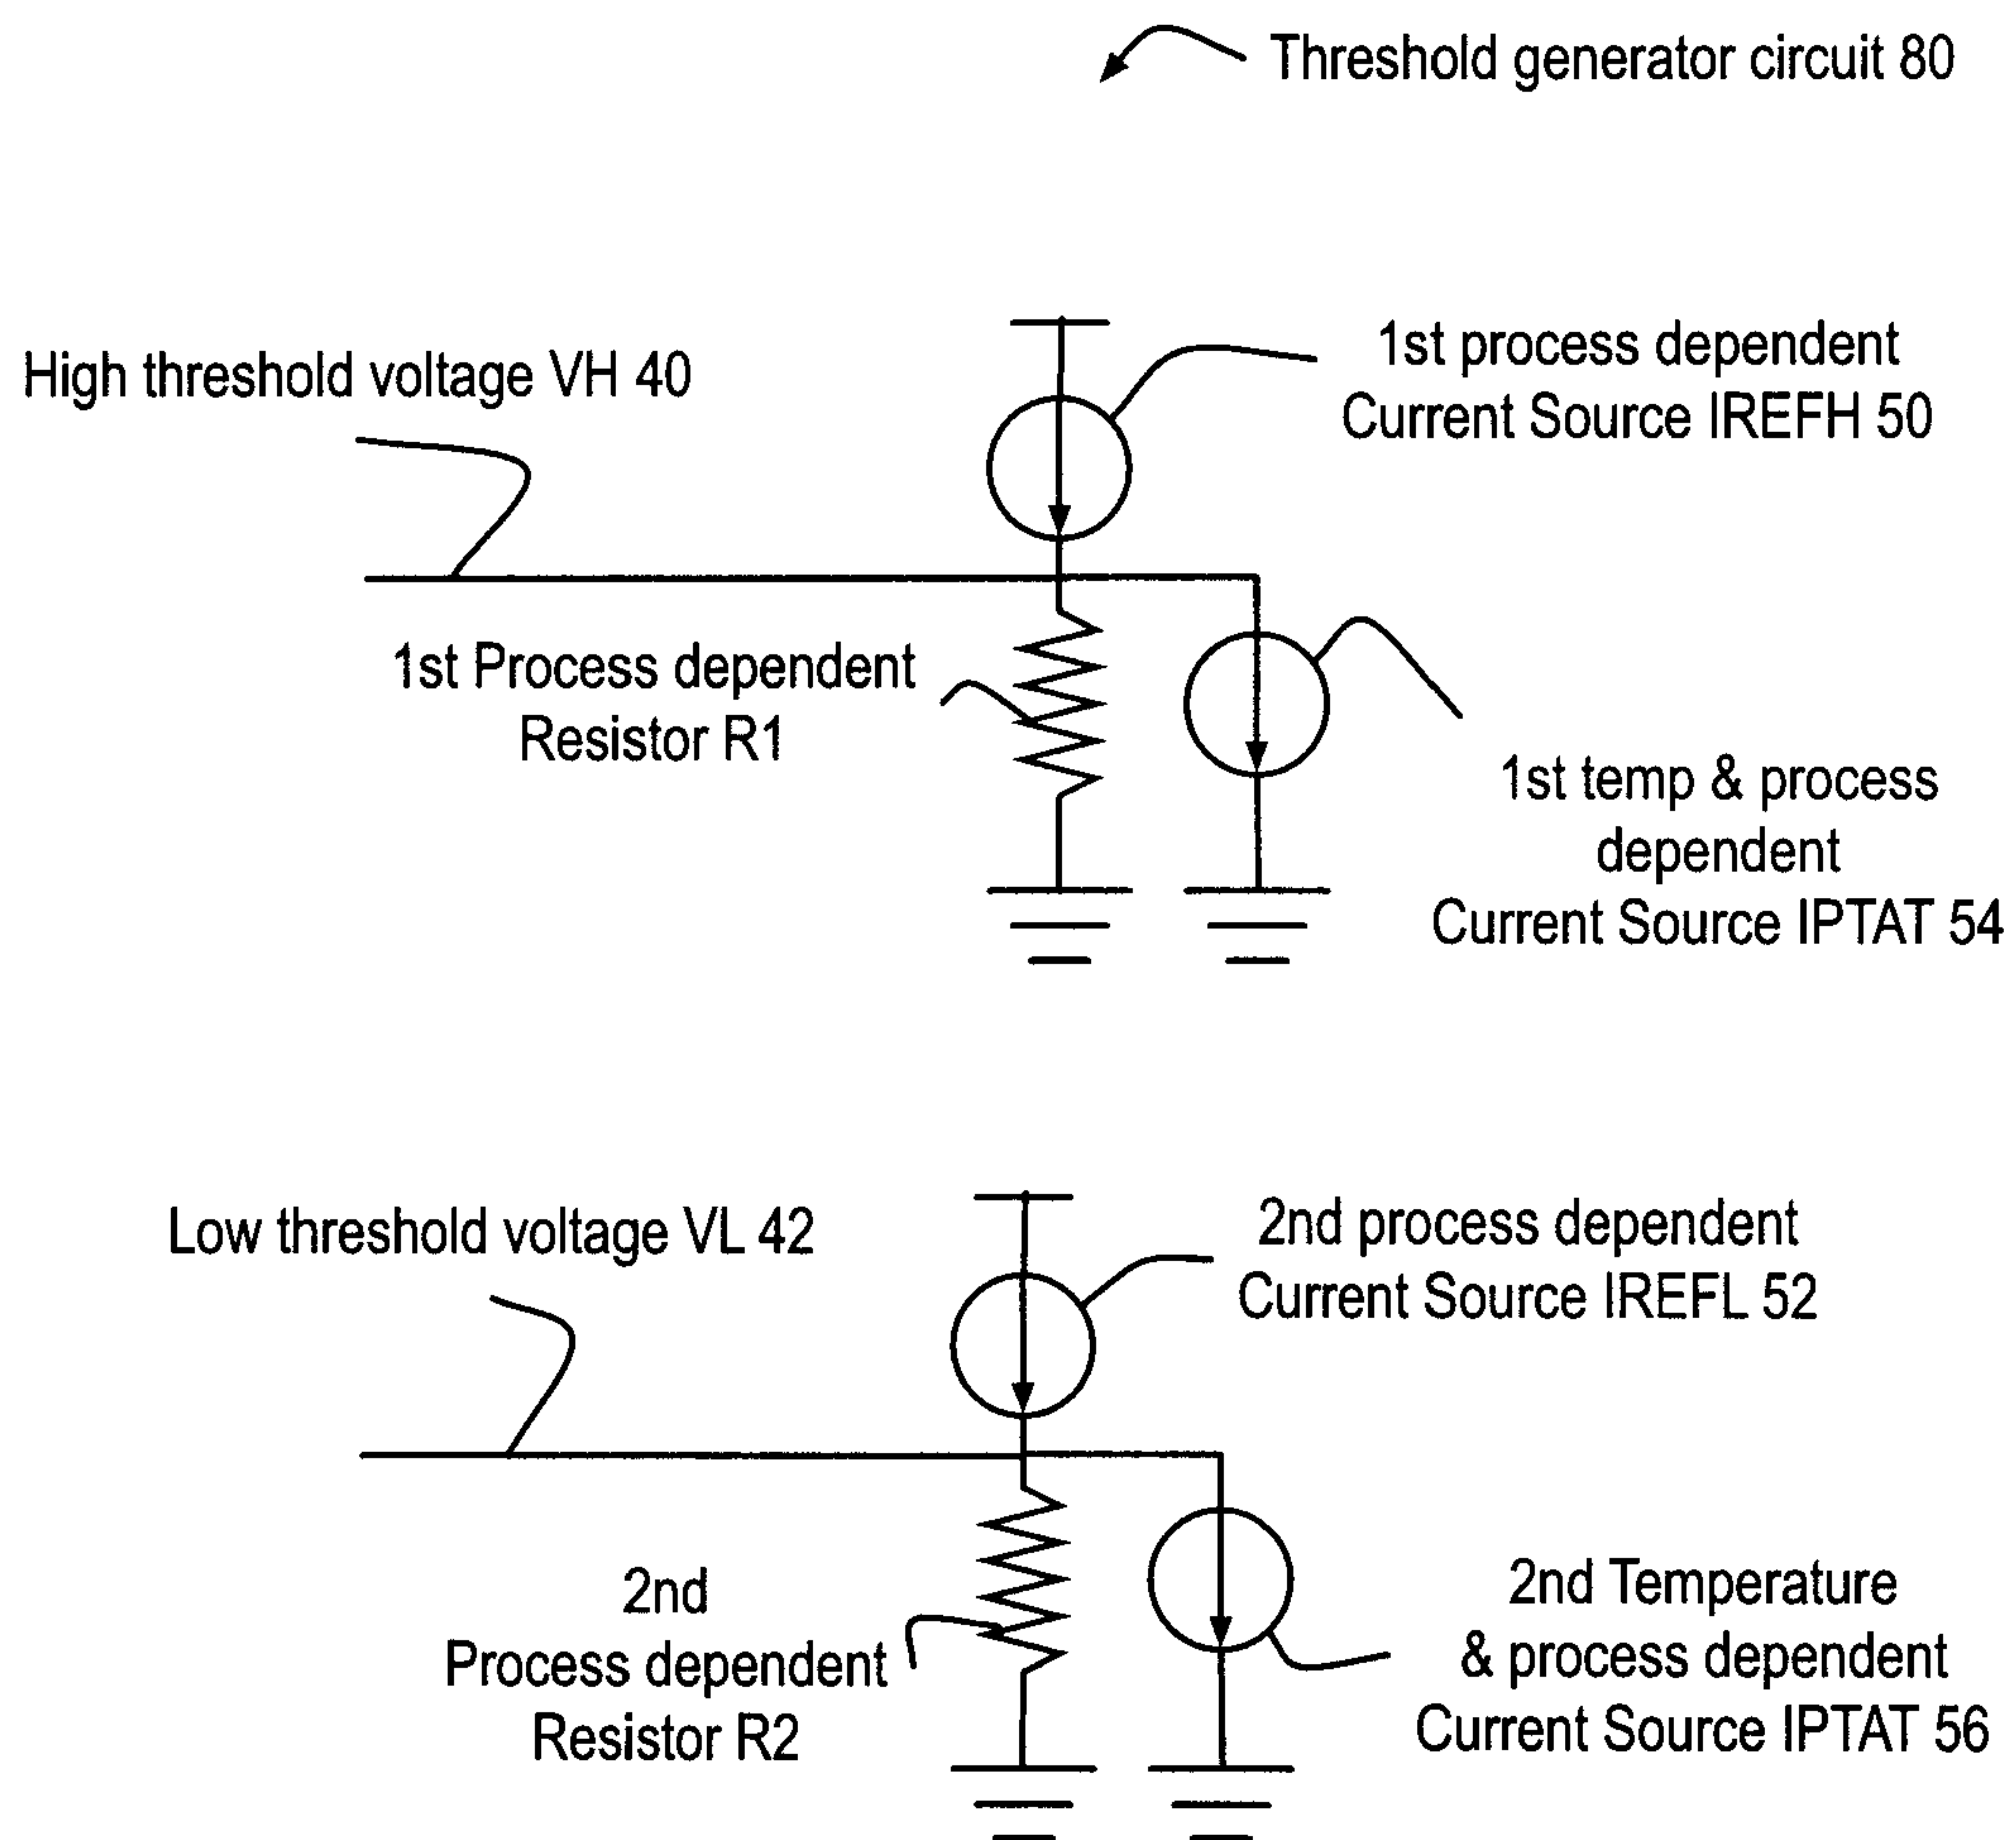 Threshold generator circuit 80
High threshold voltage VH 40
1st process dependent
Current Source IREFH 50
1st Process dependent
Resistor R1
1st temp & process
dependent
Current Source IPTAT 54
Low threshold voltage VL 42
2nd process dependent
Current Source IREFL 52
2nd
Process dependent
Resistor R2
2nd Temperature
& process dependent
Current Source IPTAT 56